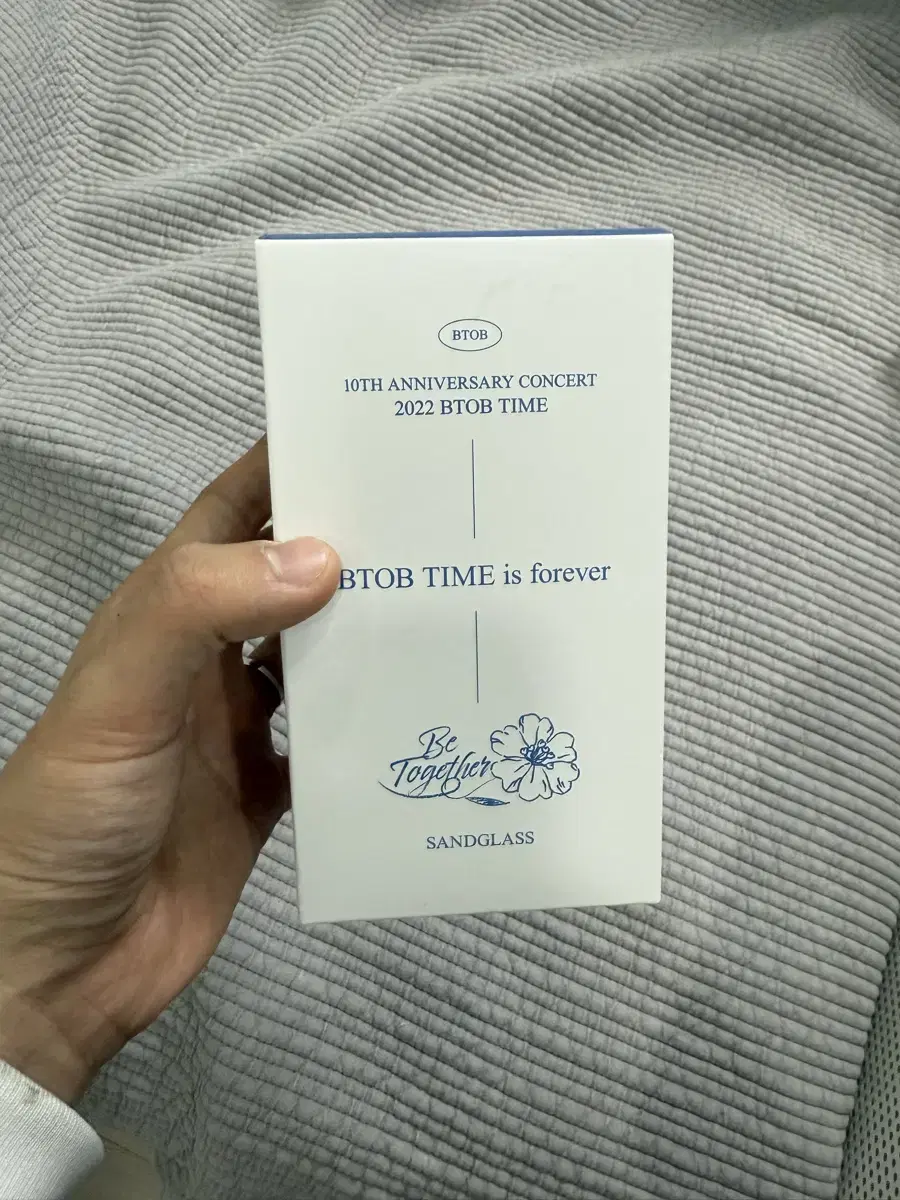 BTOB
10TH ANNIVERSARY CONCERT
2022 BTOB TIME
BTOB TIME is forever
Be
Together
SANDGLASS